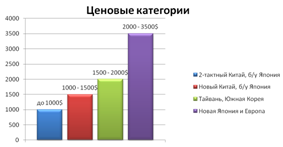 Ценовые категории
4000
3500
3000
2500
2000
1500
1000
500
0
до 1000$
1000 - 1500$
1500 - 2000$
2000 - 3500$
2-тактный Китай, б/у Япония
Новый Китай, б/у Япония
Тайвань, Южная Корея
Новая Япония и Европа